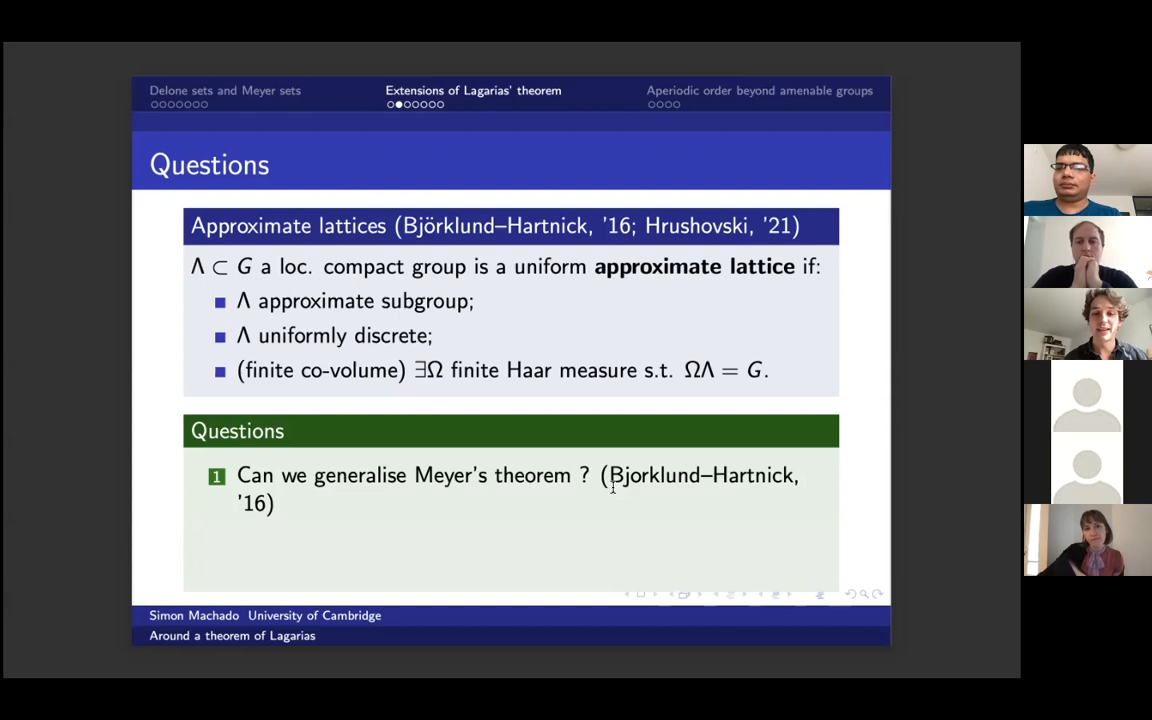 Delone sets and Meyer sets
Extensions of Lagarias' theorem
Aperiodic order beyond amenable groups
Questions
Approximate lattices (Björklund–Hartnick, '16; Hrushovski, '21)
Λ ⊂ G a loc. compact group is a uniform approximate lattice if:
Λ approximate subgroup;
Λ uniformly discrete;
(finite co-volume) ∃Ω finite Haar measure s.t. ΩΛ = G.
Questions
1 Can we generalise Meyer's theorem ? (Bjorklund–Hartnick,
'16)
Simon Machado University of Cambridge
Around a theorem of Lagarias